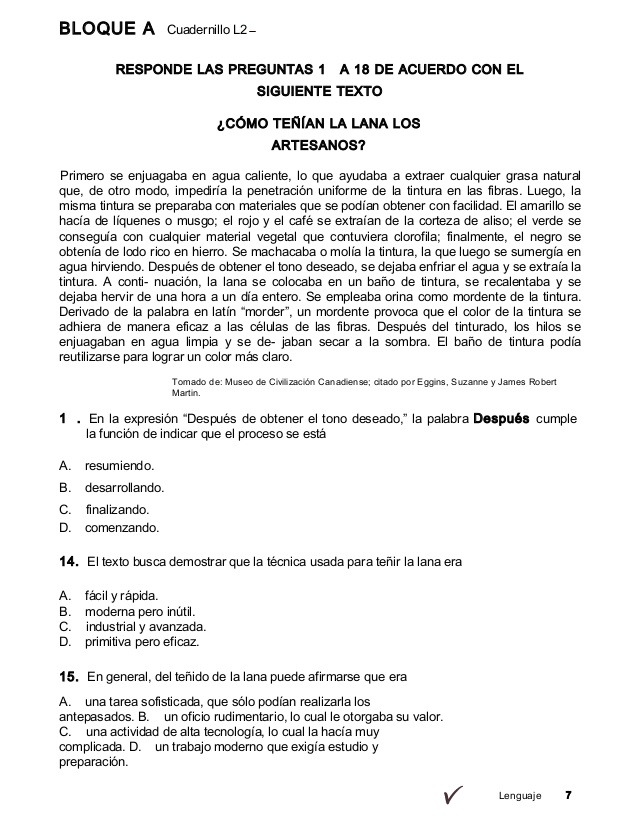 BLOQUE A Cuadernillo L2 –
RESPONDE LAS PREGUNTAS 1 A 18 DE ACUERDO CON EL
SIGUIENTE TEXTO
¿CÓMO TEÑÍAN LA LANA LOS
ARTESANOS?
Primero se enjuagaba en agua caliente, lo que ayudaba a extraer cualquier grasa natural
que, de otro modo, impediría la penetración uniforme de la tintura en las fibras. Luego, la
misma tintura se preparaba con materiales que se podían obtener con facilidad. El amarillo se
hacía de líquenes o musgo; el rojo y el café se extraían de la corteza de aliso; el verde se
conseguía con cualquier material vegetal que contuviera clorofila; finalmente, el negro se
obtenía de lodo rico en hierro. Se machacaba o molía la tintura, la que luego se sumergía en
agua hirviendo. Después de obtener el tono deseado, se dejaba enfriar el agua y se extraía la
tintura. A conti- nuación, la lana se colocaba en un baño de tintura, se recalentaba y se
dejaba hervir de una hora a un día entero. Se empleaba orina como mordente de la tintura.
Derivado de la palabra en latín “morder”, un mordente provoca que el color de la tintura se
adhiera de manera eficaz a las células de las fibras. Después del tinturado, los hilos se
enjuagaban en agua limpia y se de- jaban secar a la sombra. El baño de tintura podía
reutilizarse para lograr un color más claro.
Tomado de: Museo de Civilización Canadiense; citado por Eggins, Suzanne y James Robert
Martin.
1 . En la expresión “Después de obtener el tono deseado,” la palabra Después cumple
la función de indicar que el proceso se está
A. resumiendo.
B. desarrollando.
C. finalizando.
D. comenzando.
14. El texto busca demostrar que la técnica usada para teñir la lana era
A. fácil y rápida.
B. moderna pero inútil.
C. industrial y avanzada.
D. primitiva pero eficaz.
15. En general, del teñido de la lana puede afirmarse que era
A. una tarea sofisticada, que sólo podían realizarla los
antepasados. B. un oficio rudimentario, lo cual le otorgaba su valor.
C. una actividad de alta tecnología, lo cual la hacía muy
complicada. D. un trabajo moderno que exigía estudio y
preparación.
Lenguaje 7